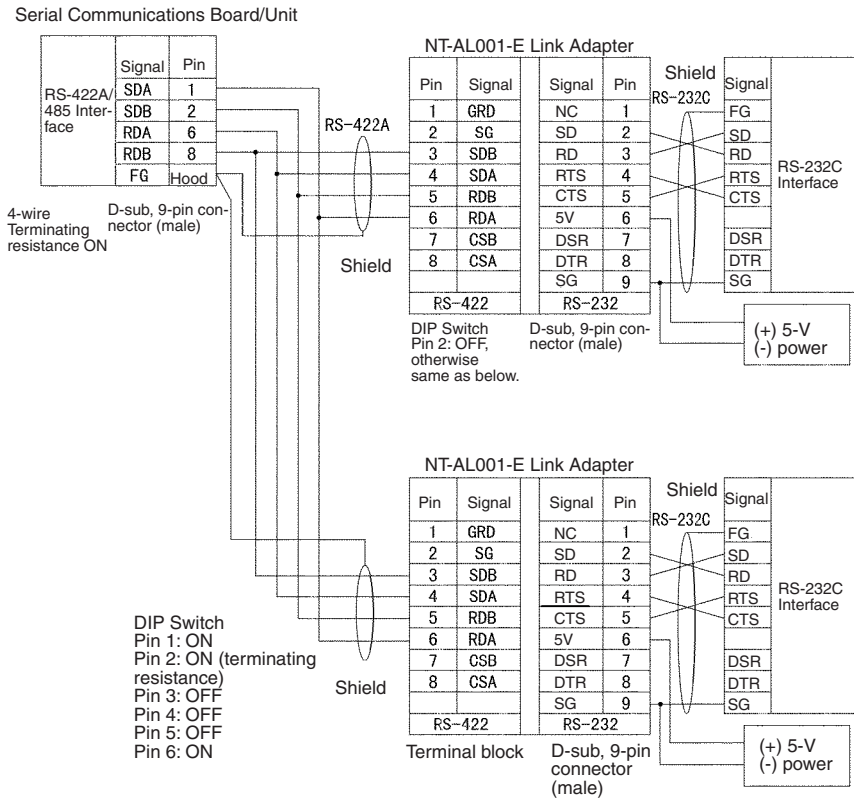 Serial Communications Board/Unit
RS-422A/
485 Inter-
face
Signal Pin
SDA 1
SDB 2
RDA 6
RDB 8
FG Hood
4-wire
Terminating
resistance ON
D-sub, 9-pin con-
nector (male)
RS-422A
Shield
NT-AL001-E Link Adapter
Pin Signal Signal Pin
1 GRD NC 1
2 SG SD 2
3 SDB RD 3
4 SDA RTS 4
5 RDB CTS 5
6 RDA 5V 6
7 CSB DSR 7
8 CSA DTR 8
SG 9
RS-422 RS-232
DIP Switch
Pin 2: OFF,
otherwise
same as below.
D-sub, 9-pin con-
nector (male)
Shield
RS-232C
Signal
FG
SD
RD
RTS
CTS
DSR
DTR
SG
RS-232C
Interface
(+) 5-V
(-) power
NT-AL001-E Link Adapter
Pin Signal Signal Pin
1 GRD NC 1
2 SG SD 2
3 SDB RD 3
4 SDA RTS 4
5 RDB CTS 5
6 RDA 5V 6
7 CSB DSR 7
8 CSA DTR 8
SG 9
RS-422 RS-232
Terminal block
D-sub, 9-pin
connector
(male)
Shield
RS-232C
Signal
FG
SD
RD
RTS
CTS
DSR
DTR
SG
RS-232C
Interface
(+) 5-V
(-) power
DIP Switch
Pin 1: ON
Pin 2: ON (terminating
resistance)
Pin 3: OFF
Pin 4: OFF
Pin 5: OFF
Pin 6: ON
Shield